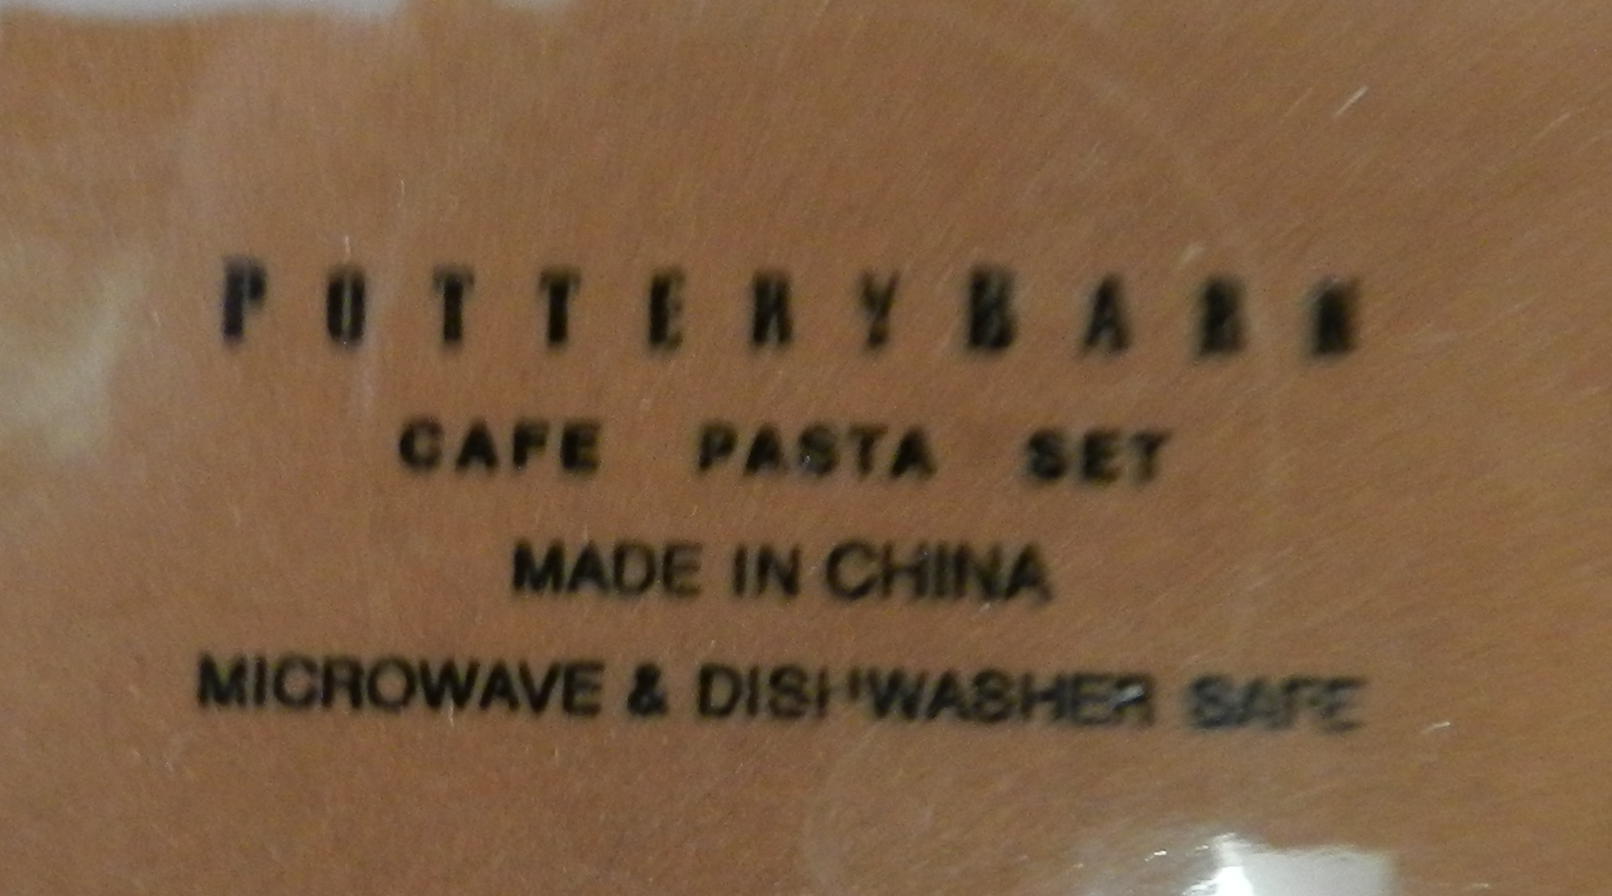 POTTERYBARN
CAFE PASTA SET
MADE IN CHINA
MICROWAVE & DISHWASHER SAFE